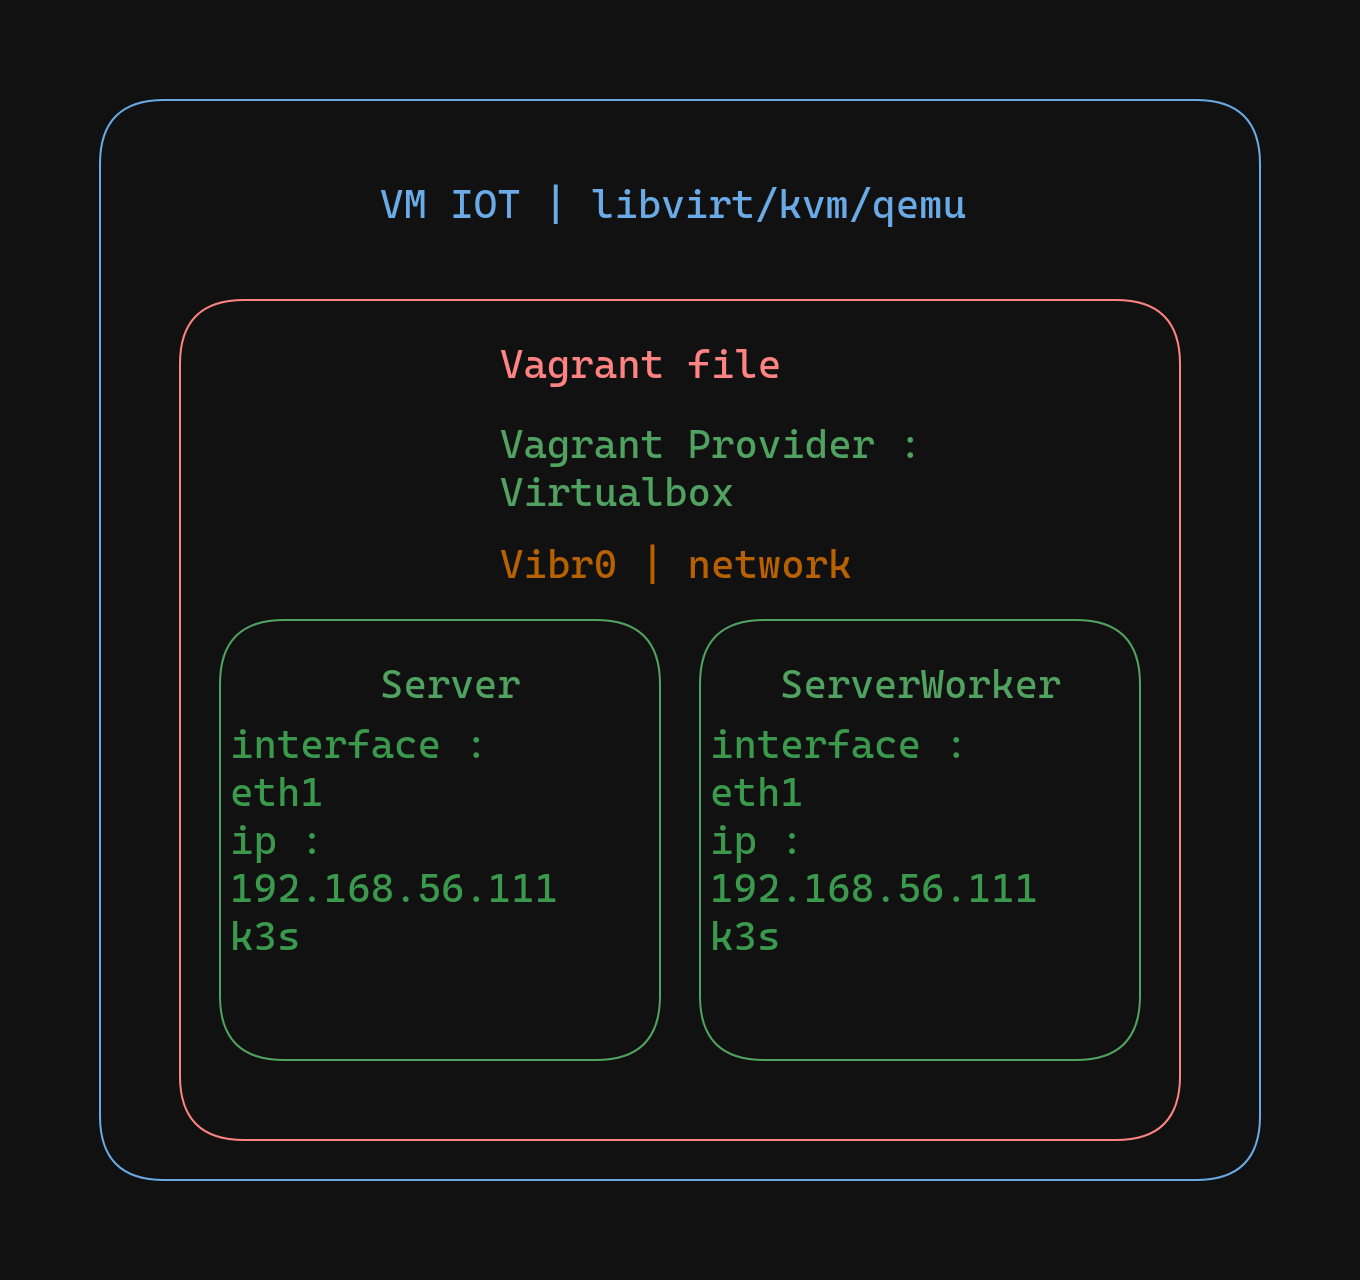 VM IOT | libvirt/kvm/qemu
Vagrant file
Vagrant Provider :
Virtualbox
Vibr0 | network
Server
interface :
eth1
ip :
192.168.56.111
k3s
ServerWorker
interface :
eth1
ip :
192.168.56.111
k3s